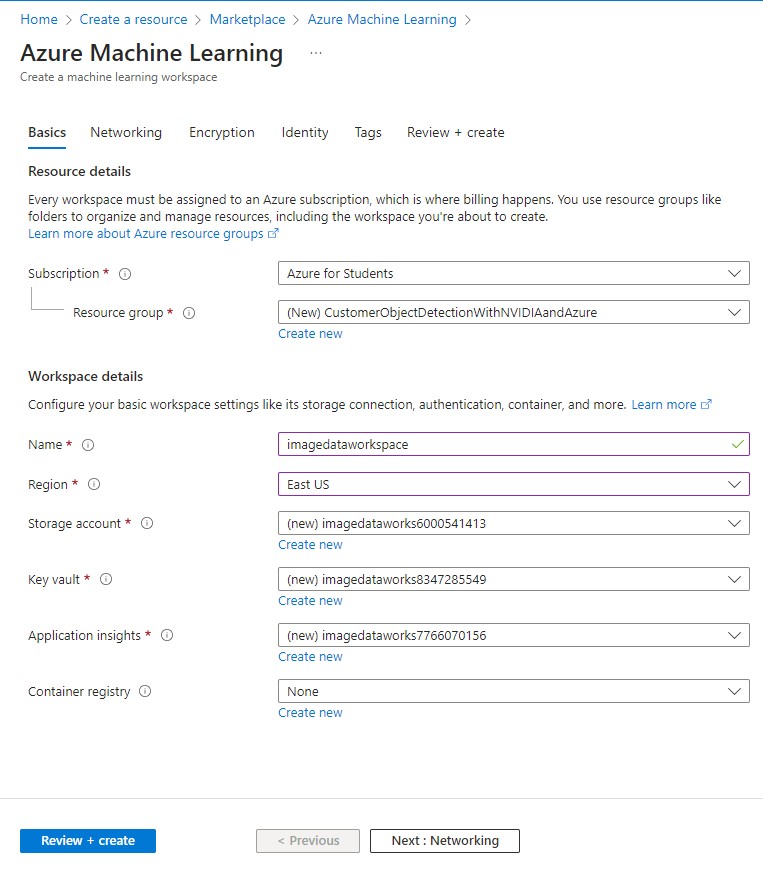 Home > Create a resource > Marketplace > Azure Machine Learning >
Azure Machine Learning ...
Create a machine learning workspace
Basics Networking Encryption Identity Tags Review + create
Resource details
Every workspace must be assigned to an Azure subscription, which is where billing happens. You use resource groups like
folders to organize and manage resources, including the workspace you're about to create.
Learn more about Azure resource groups
Subscription * Azure for Students
Resource group * (New) CustomerObjectDetectionWithNVIDIAandAzure
Create new
Workspace details
Configure your basic workspace settings like its storage connection, authentication, container, and more. Learn more
Name * imagedataworkspace
Region * East US
Storage account * (new) imagedataworks6000541413
Create new
Key vault * (new) imagedataworks8347285549
Create new
Application insights * (new) imagedataworks7766070156
Create new
Container registry None
Create new
Review + create < Previous Next : Networking